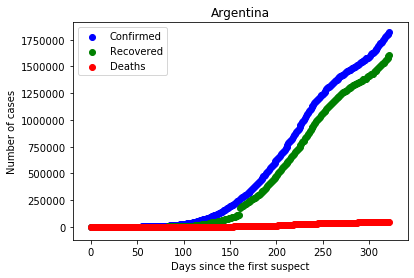 Argentina
Confirmed
Recovered
Deaths
Number of cases
1750000
1500000
1250000
1000000
750000
500000
250000
0
0 50 100 150 200 250 300
Days since the first suspect